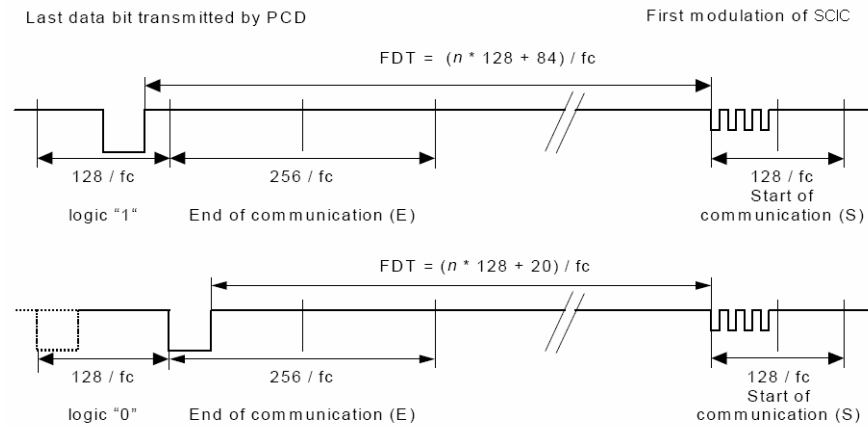 Last data bit transmitted by PCD
First modulation of SCIC
FDT = (n * 128 + 84) / fc
128 / fc
256 / fc
128 / fc
logic “1“
End of communication (E)
Start of
communication (S)
FDT = (n * 128 + 20) / fc
128 / fc
256 / fc
128 / fc
logic “0”
End of communication (E)
Start of
communication (S)